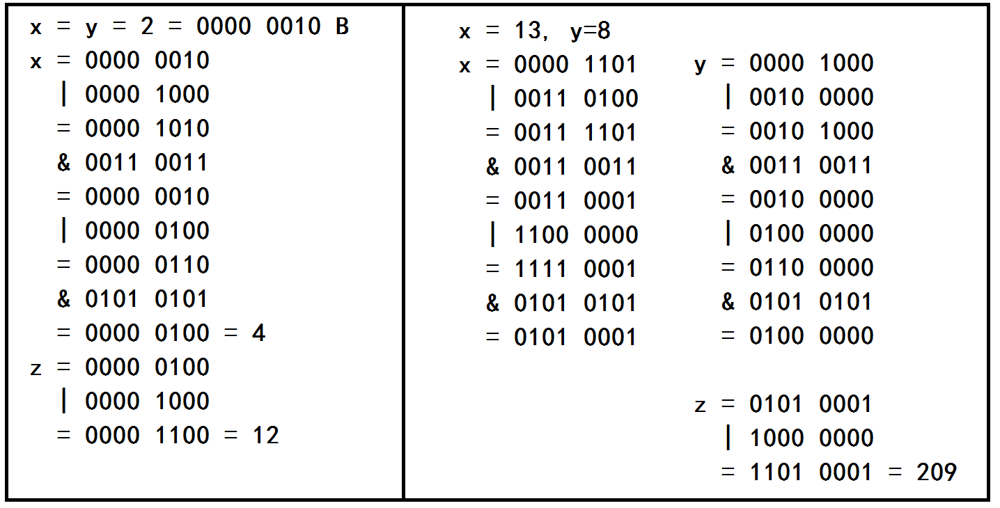 x = y = 2 = 0000 0010 B
x = 0000 0010
| 0000 1000
= 0000 1010
& 0011 0011
= 0000 0010
| 0000 0100
= 0000 0110
& 0101 0101
= 0000 0100 = 4
z = 0000 0100
| 0000 1000
= 0000 1100 = 12
x = 13, y=8
x = 0000 1101
| 0011 0100
= 0011 1101
& 0011 0011
= 0011 0001
| 1100 0000
= 1111 0001
& 0101 0101
= 0101 0001
y = 0000 1000
| 0010 0000
= 0010 1000
& 0011 0011
= 0010 0000
| 0100 0000
= 0110 0000
& 0101 0101
= 0100 0000
z = 0101 0001
| 1000 0000
= 1101 0001 = 209